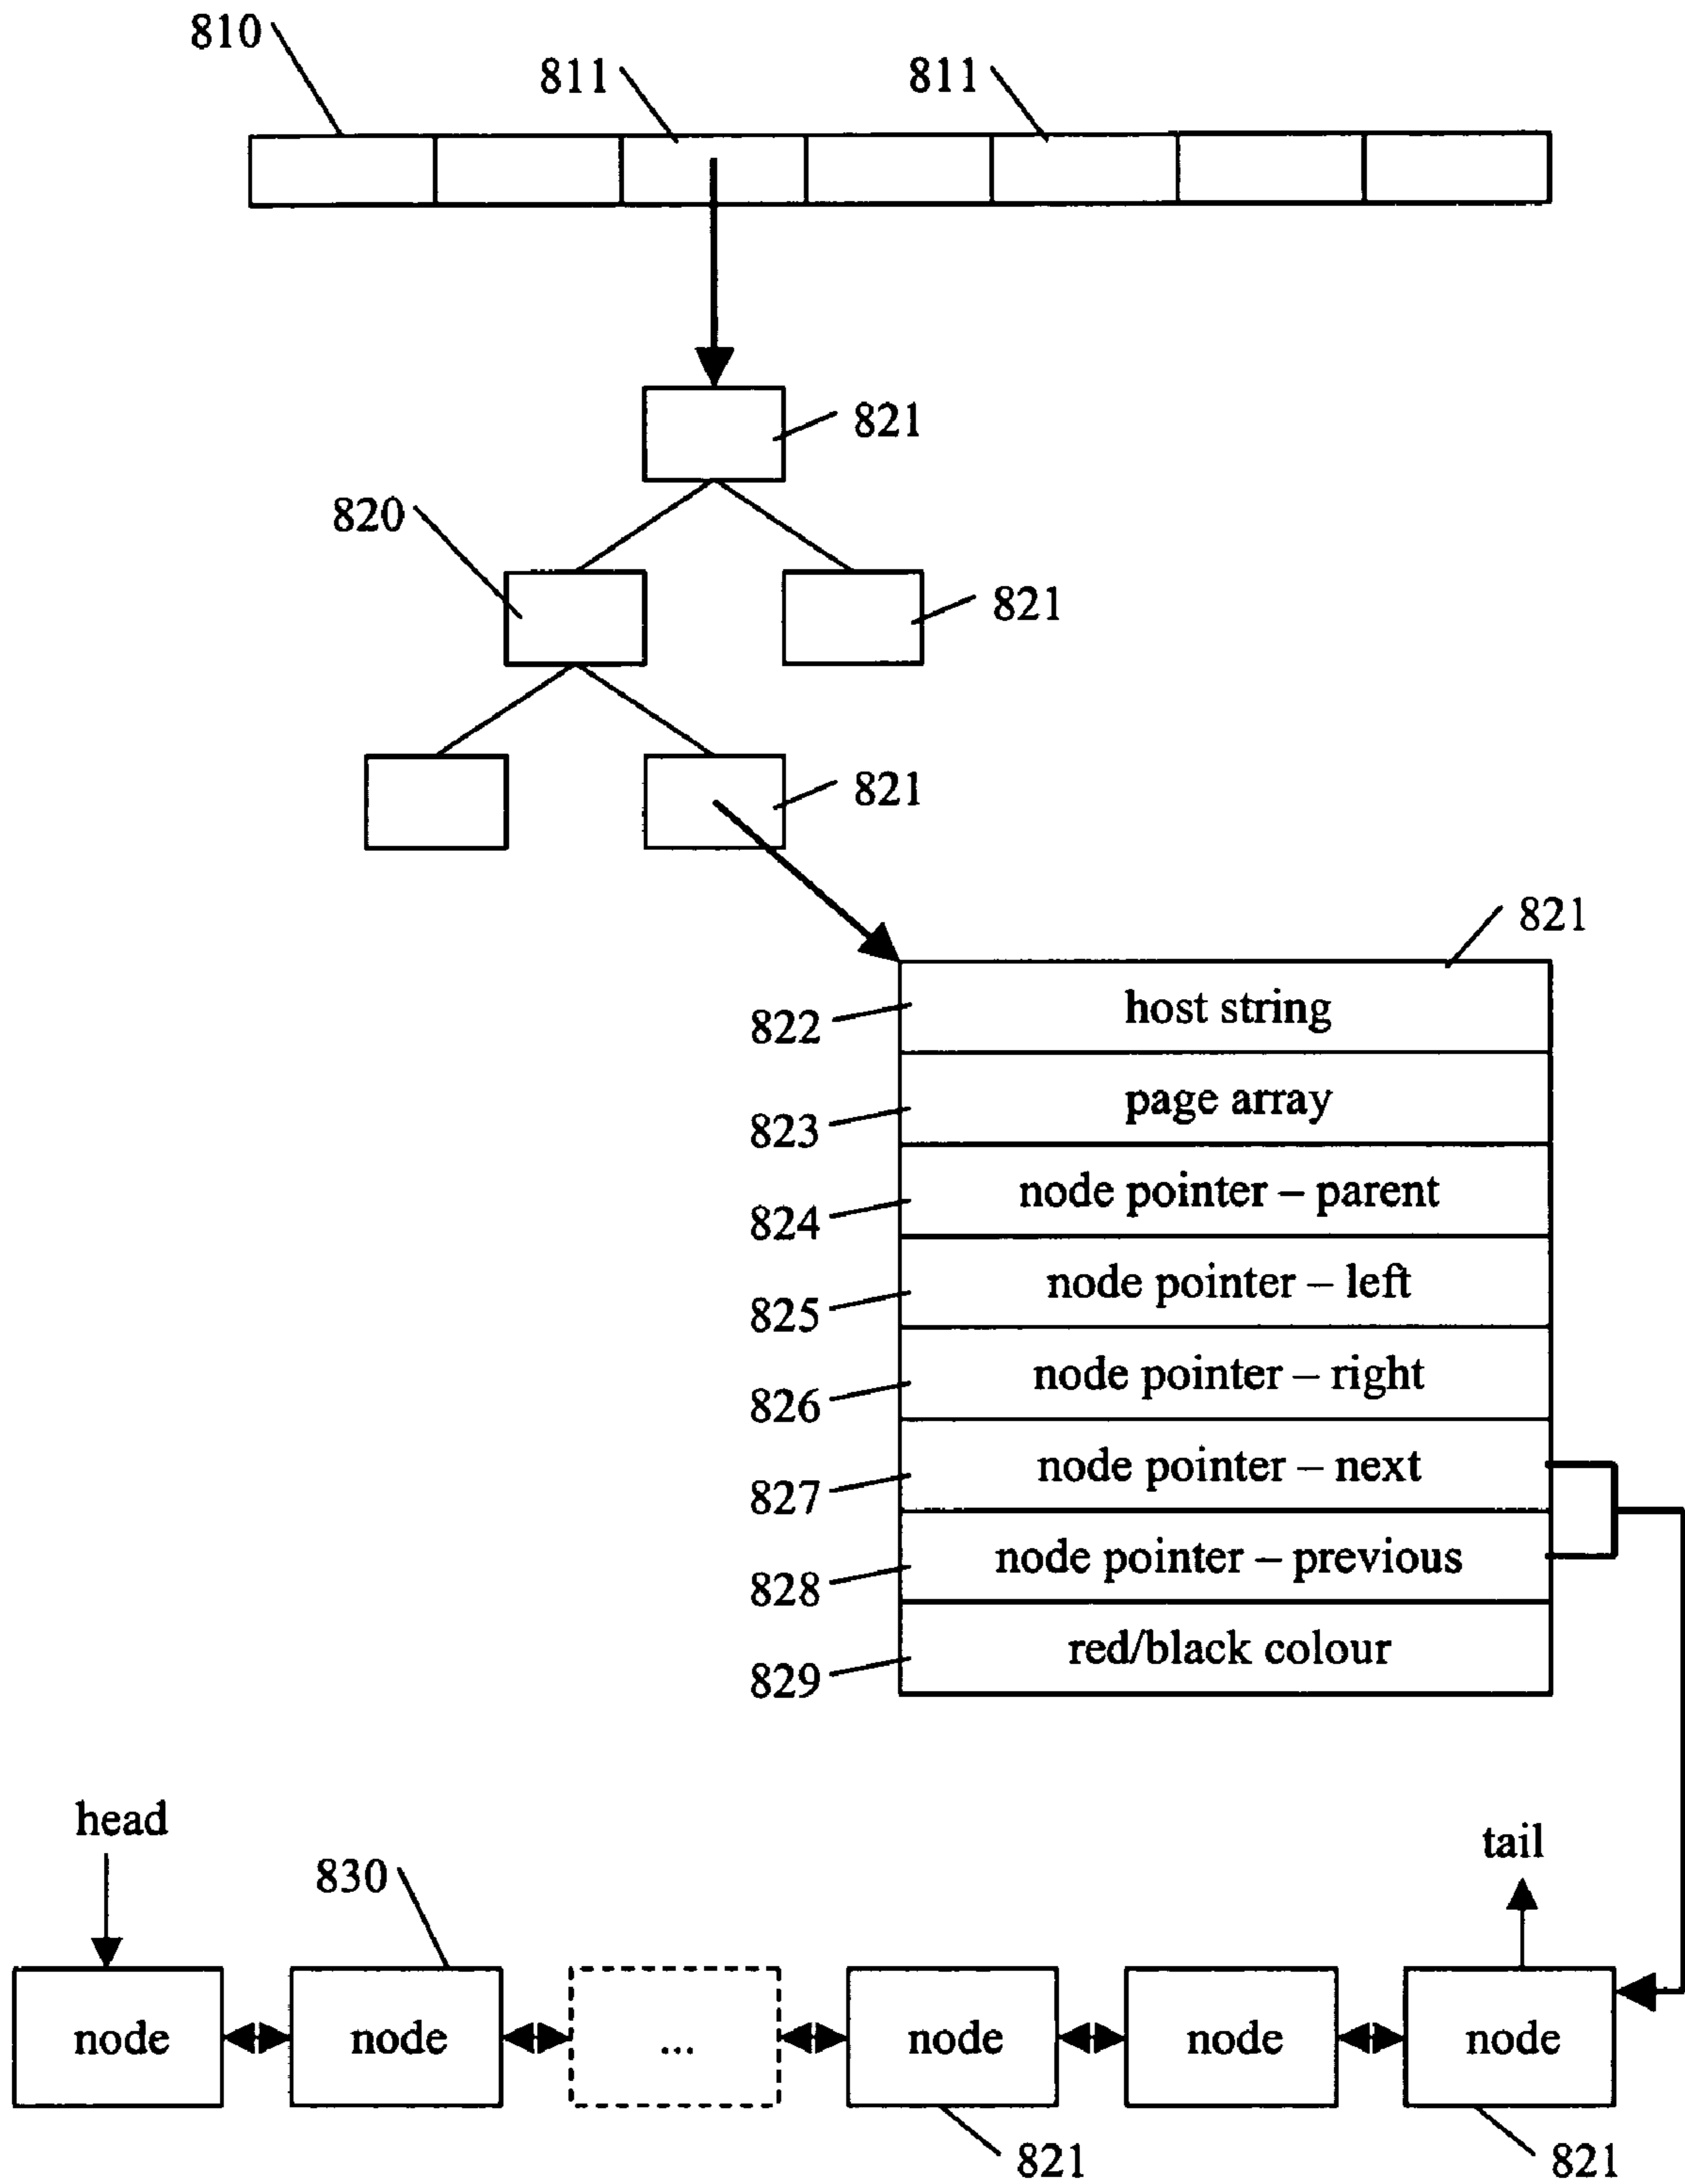 810
811
811
821
820
821
821
821
822
host string
823
page array
824
node pointer – parent
825
node pointer – left
826
node pointer – right
827
node pointer – next
828
node pointer – previous
829
red/black colour
head
tail
830
node
node
...
node
node
node
821
821